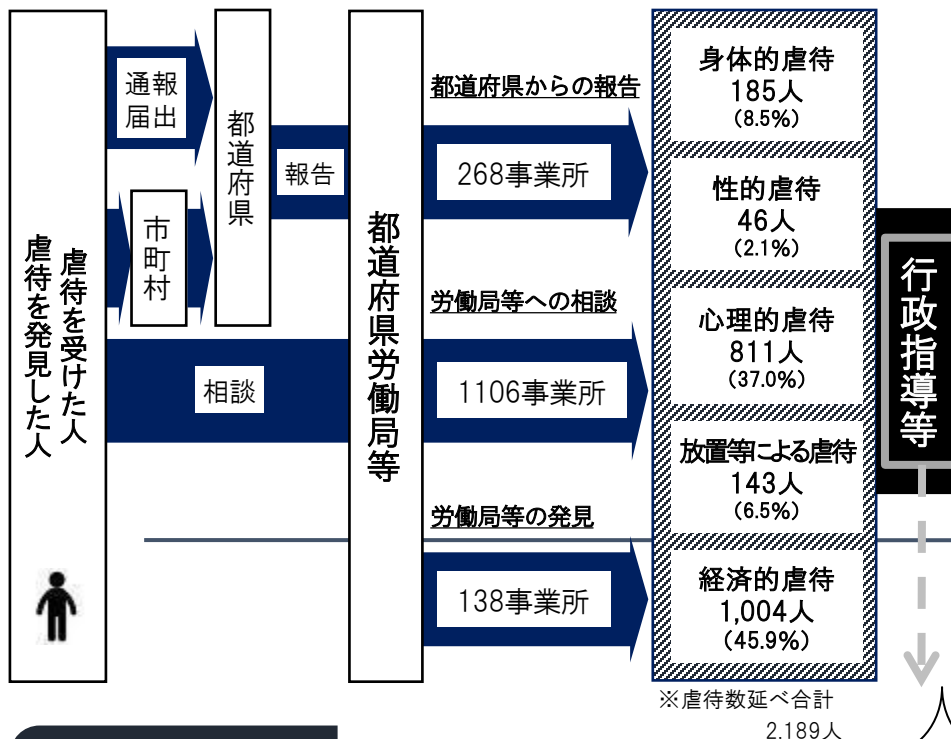 虐待を受けた人
虐待を発見した人
通報
届出
市町村
都道府県
報告
相談
都道府県労働局等
都道府県からの報告
268事業所
労働局等への相談
1106事業所
労働局等の発見
138事業所
身体的虐待
185人
(8.5%)
性的虐待
46人
(2.1%)
心理的虐待
811人
(37.0%)
放置等による虐待
143人
(6.5%)
経済的虐待
1,004人
(45.9%)
※虐待数延べ合計
2,189人
行政指導等